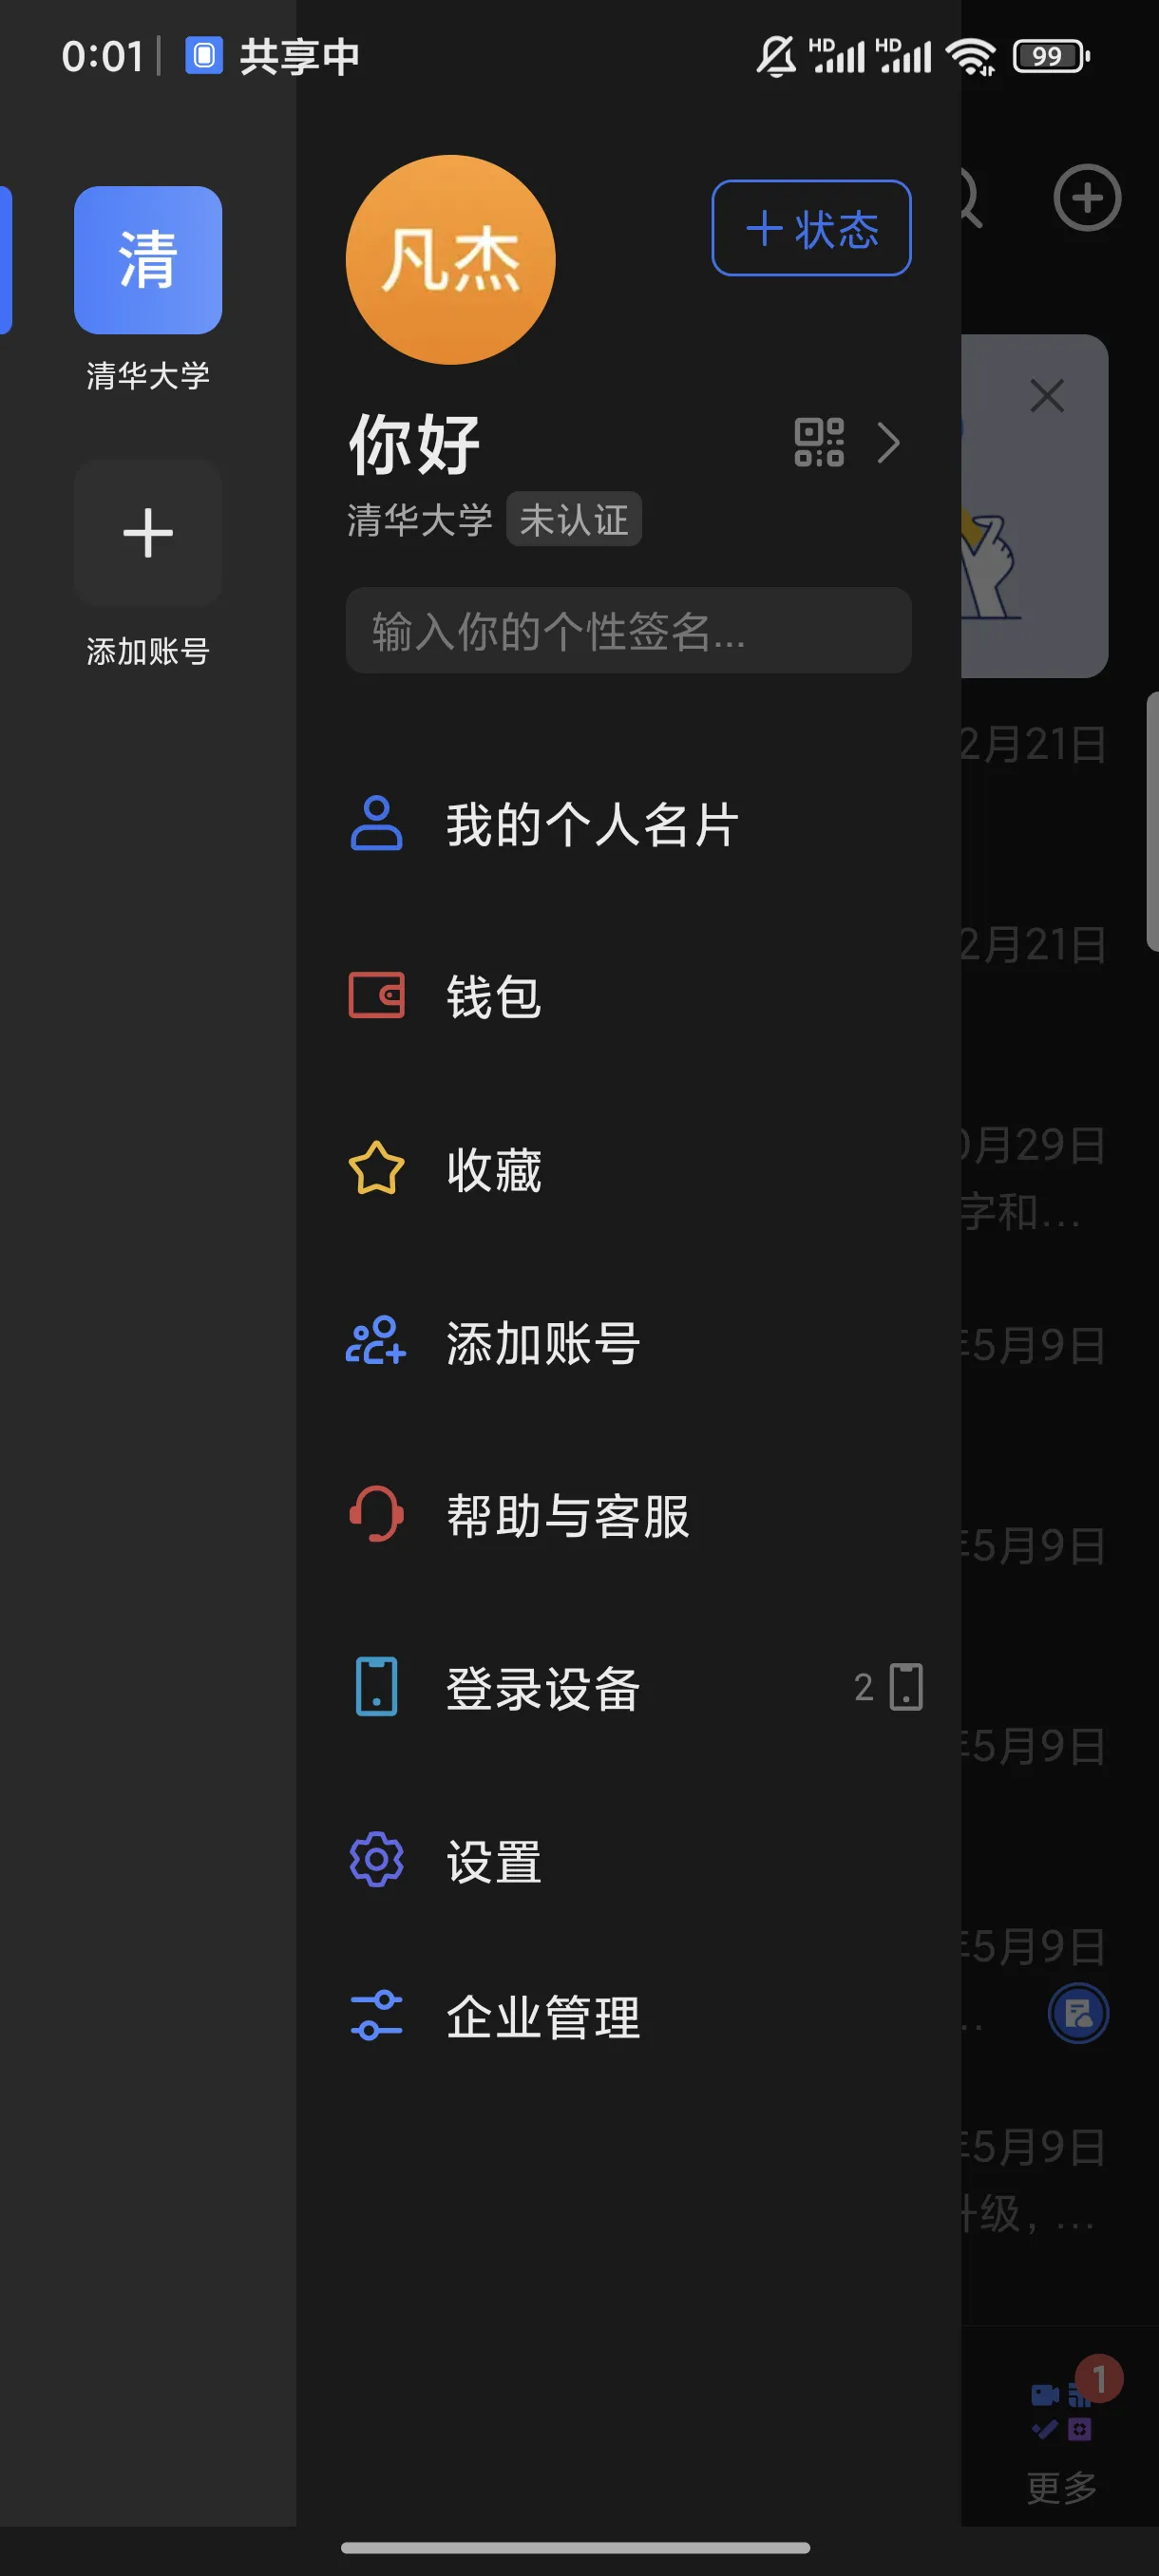 0:01
共享中
HD
HD
99
清
清华大学
添加账号
凡杰
状态
你好
清华大学 未认证
输入你的个性签名...
我的个人名片
钱包
收藏
添加账号
帮助与客服
登录设备 2
设置
企业管理
2月21日
2月21日
月29日
字和...
5月9日
5月9日
5月9日
5月9日
..
5月9日
级，...
1
更多